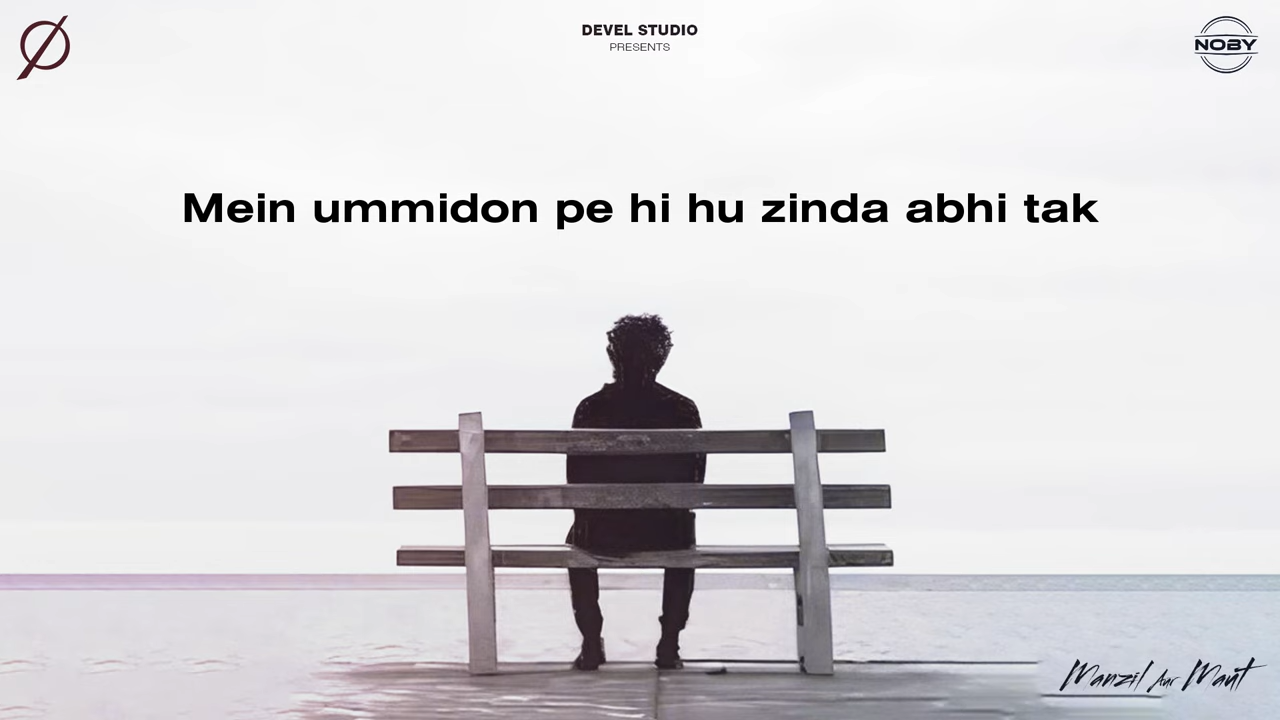 DEVEL STUDIO
PRESENTS
NOBY
Mein ummidon pe hi hu zinda abhi tak
Manzil Aur Maut